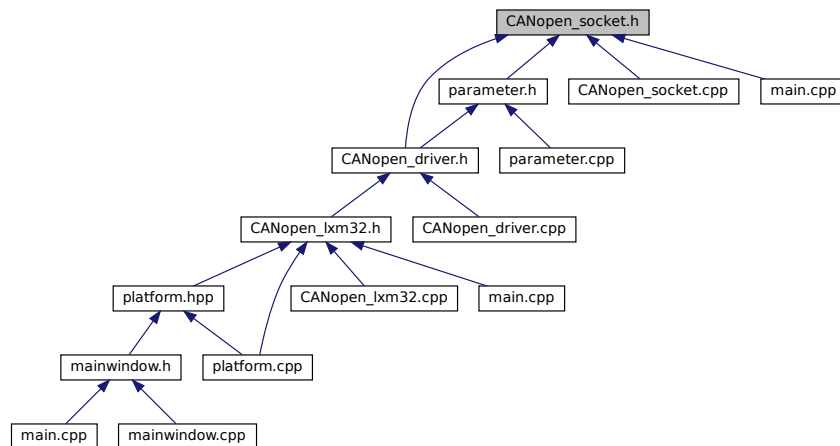 CANopen_socket.h
parameter.h
CANopen_socket.cpp
main.cpp
CANopen_driver.h
parameter.cpp
CANopen_lxm32.h
CANopen_driver.cpp
platform.hpp
CANopen_lxm32.cpp
main.cpp
mainwindow.h
platform.cpp
main.cpp
mainwindow.cpp